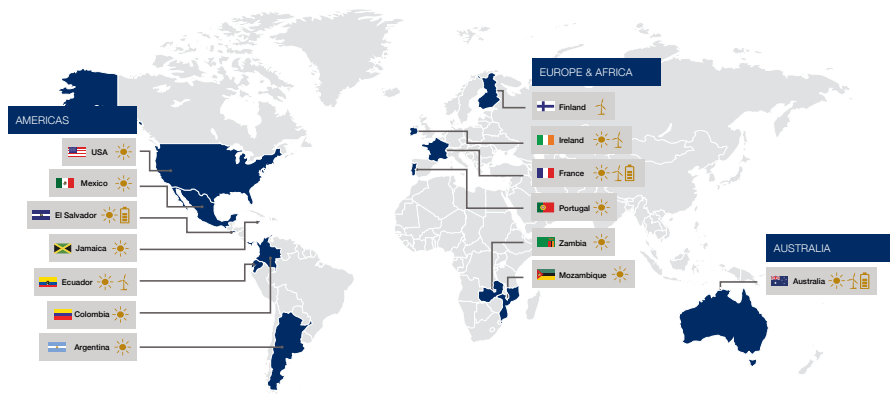 AMERICAS
USA
Mexico
El Salvador
Jamaica
Ecuador
Colombia
Argentina
EUROPE & AFRICA
Finland
Ireland
France
Portugal
Zambia
Mozambique
AUSTRALIA
Australia